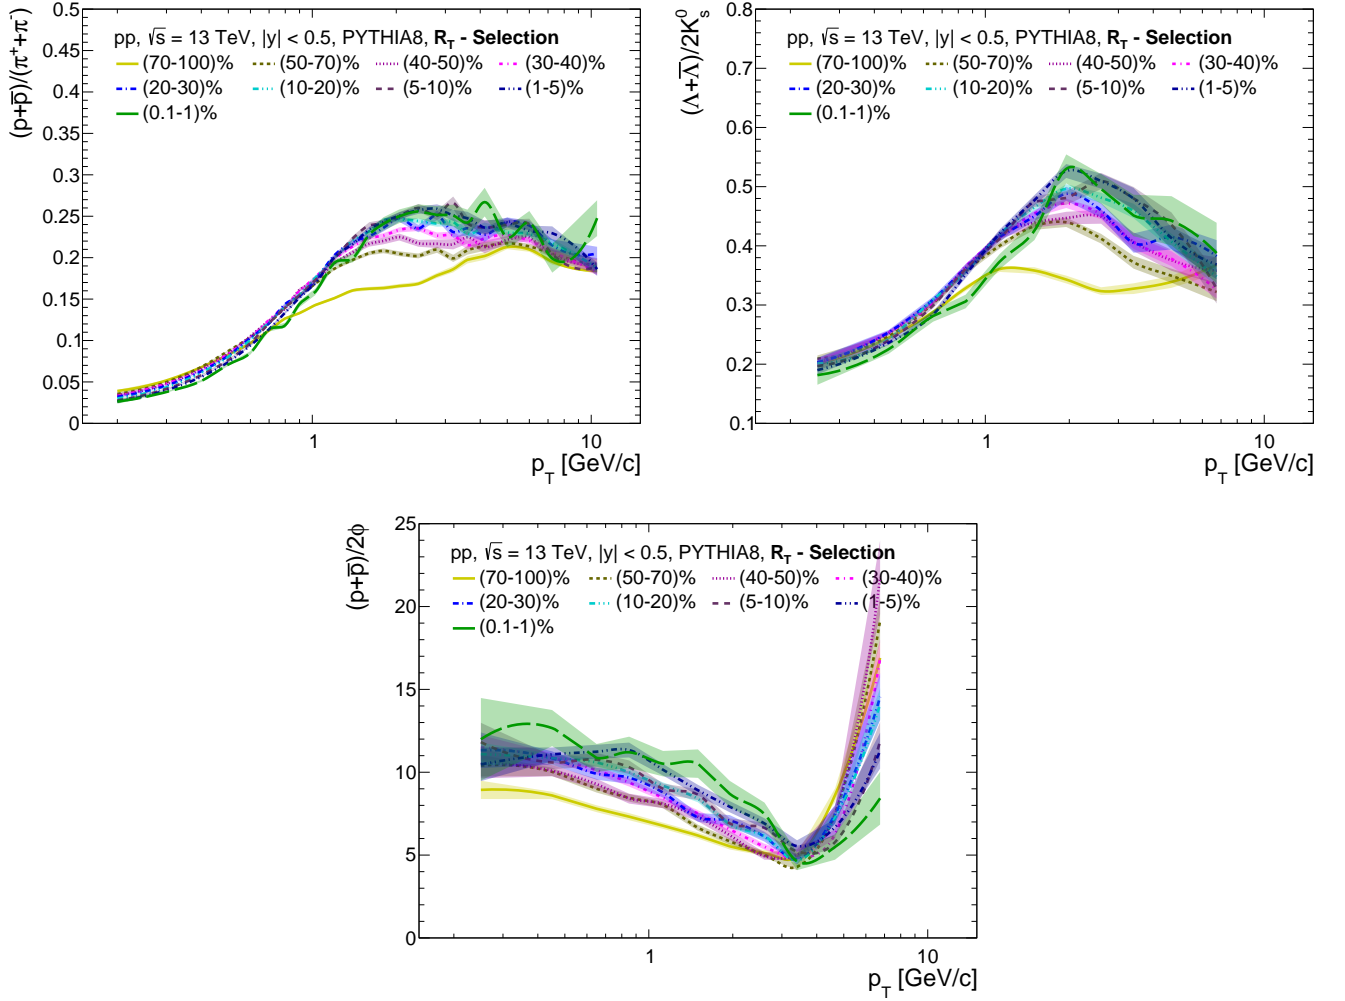 0.5
0.45
0.4
0.35
0.3
0.25
0.2
0.15
0.1
0.05
0
(p+p̅)/(π⁺+π⁻)
pp, √s = 13 TeV, |y| < 0.5, PYTHIA8, R_T - Selection
(70-100)% (50-70)% (40-50)% (30-40)%
(20-30)% (10-20)% (5-10)% (1-5)%
(0.1-1)%
1 10
p_T [GeV/c]
0.8
0.7
0.6
0.5
0.4
0.3
0.2
0.1
(Λ+Λ̅)/2K⁰_s
pp, √s = 13 TeV, |y| < 0.5, PYTHIA8, R_T - Selection
(70-100)% (50-70)% (40-50)% (30-40)%
(20-30)% (10-20)% (5-10)% (1-5)%
(0.1-1)%
1 10
p_T [GeV/c]
25
20
15
10
5
0
(p+p̅)/2ϕ
pp, √s = 13 TeV, |y| < 0.5, PYTHIA8, R_T - Selection
(70-100)% (50-70)% (40-50)% (30-40)%
(20-30)% (10-20)% (5-10)% (1-5)%
(0.1-1)%
1 10
p_T [GeV/c]